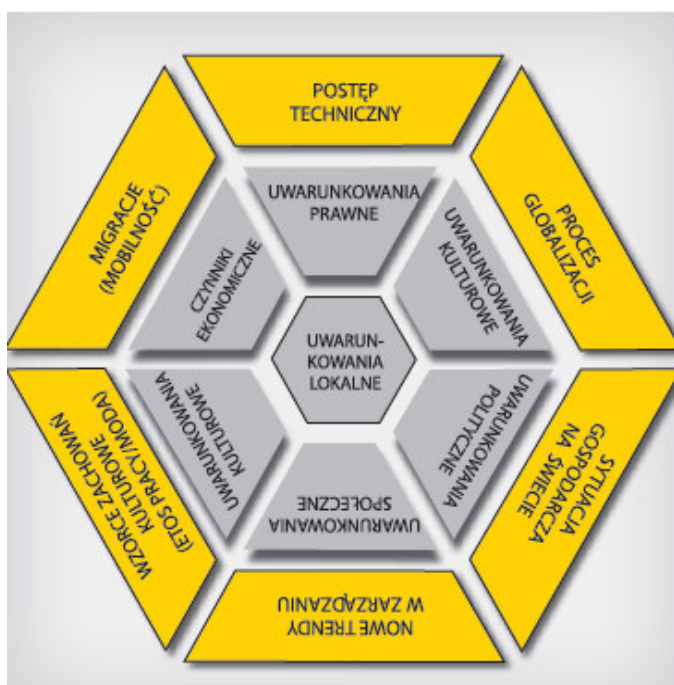 POSTĘP
TECHNICZNY
PROCES
GLOBALIZACJI
SYTUACJA
GOSPODARCZA
NA ŚWIECIE
NOWE TRENDY
W ZARZĄDZANIU
WZORCE ZACHOWAŃ
KULTUROWE
(ETOS PRACY/MODA)
MIGRACJE
(MOBILNOŚĆ)
UWARUNKOWANIA
PRAWNE
UWARUNKOWANIA
KULTUROWE
UWARUNKOWANIA
POLITYCZNE
UWARUNKOWANIA
SPOŁECZNE
UWARUNKOWANIA
KULTUROWE
CZYNNIKI
EKONOMICZNE
UWARUN-
KOWANIA
LOKALNE